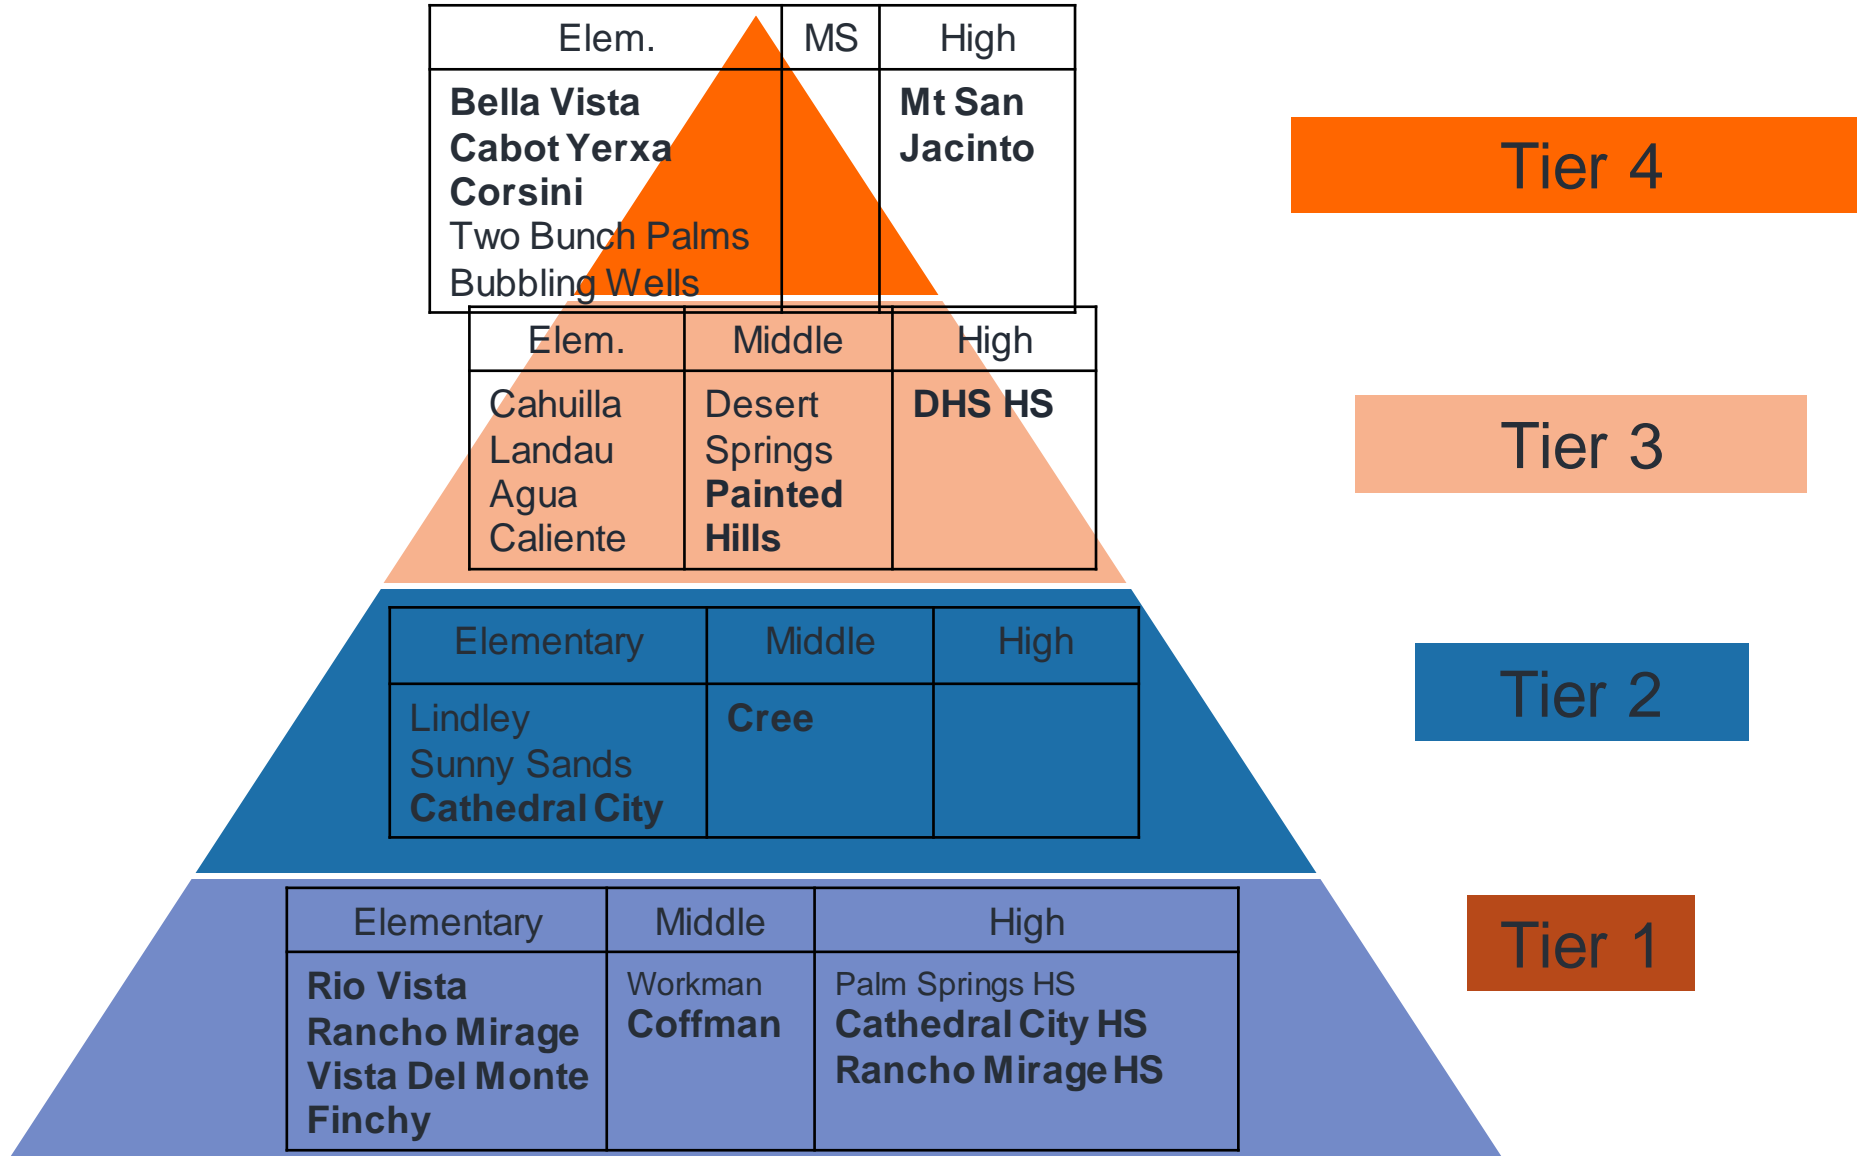 Elem. MS High
Bella Vista Mt San
Cabot Yerxa Jacinto
Corsini
Two Bunch Palms
Bubbling Wells
Tier 4
Elem. Middle High
Cahuilla Desert DHS HS
Landau Springs
Agua Painted
Caliente Hills
Tier 3
Elementary Middle High
Lindley Cree
Sunny Sands
Cathedral City
Tier 2
Elementary Middle High
Rio Vista Workman Palm Springs HS
Rancho Mirage Coffman Cathedral City HS
Vista Del Monte Rancho Mirage HS
Finchy
Tier 1